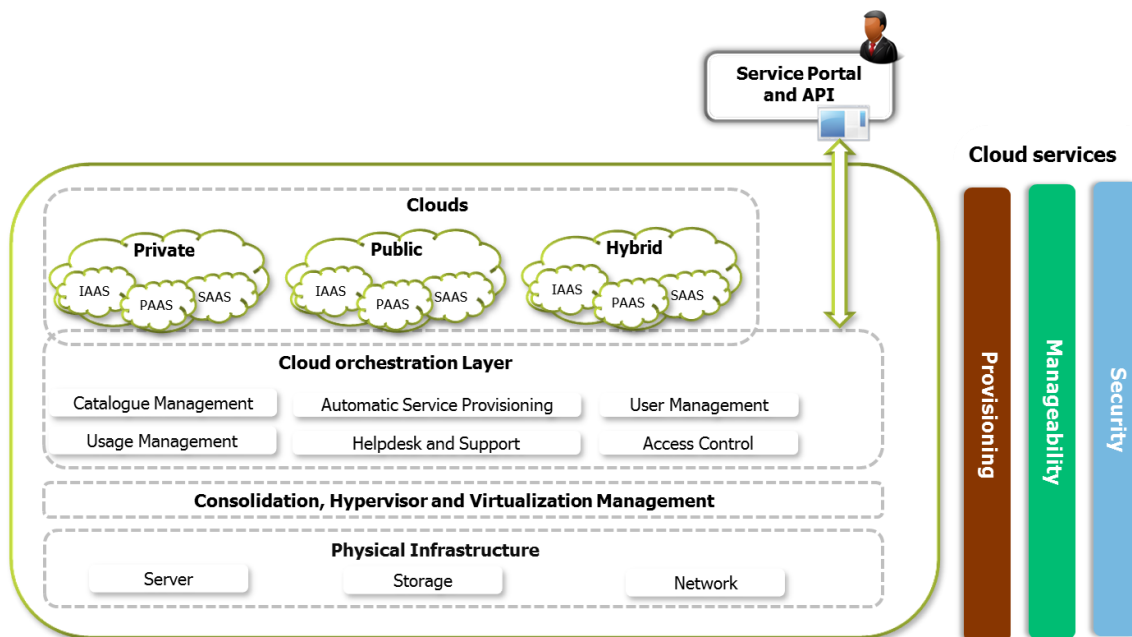 Service Portal
and API
Cloud services
Clouds
Private
IAAS
PAAS
SAAS
Public
IAAS
PAAS
SAAS
Hybrid
IAAS
PAAS
SAAS
Cloud orchestration Layer
Catalogue Management
Automatic Service Provisioning
User Management
Usage Management
Helpdesk and Support
Access Control
Consolidation, Hypervisor and Virtualization Management
Physical Infrastructure
Server
Storage
Network
Provisioning
Manageability
Security